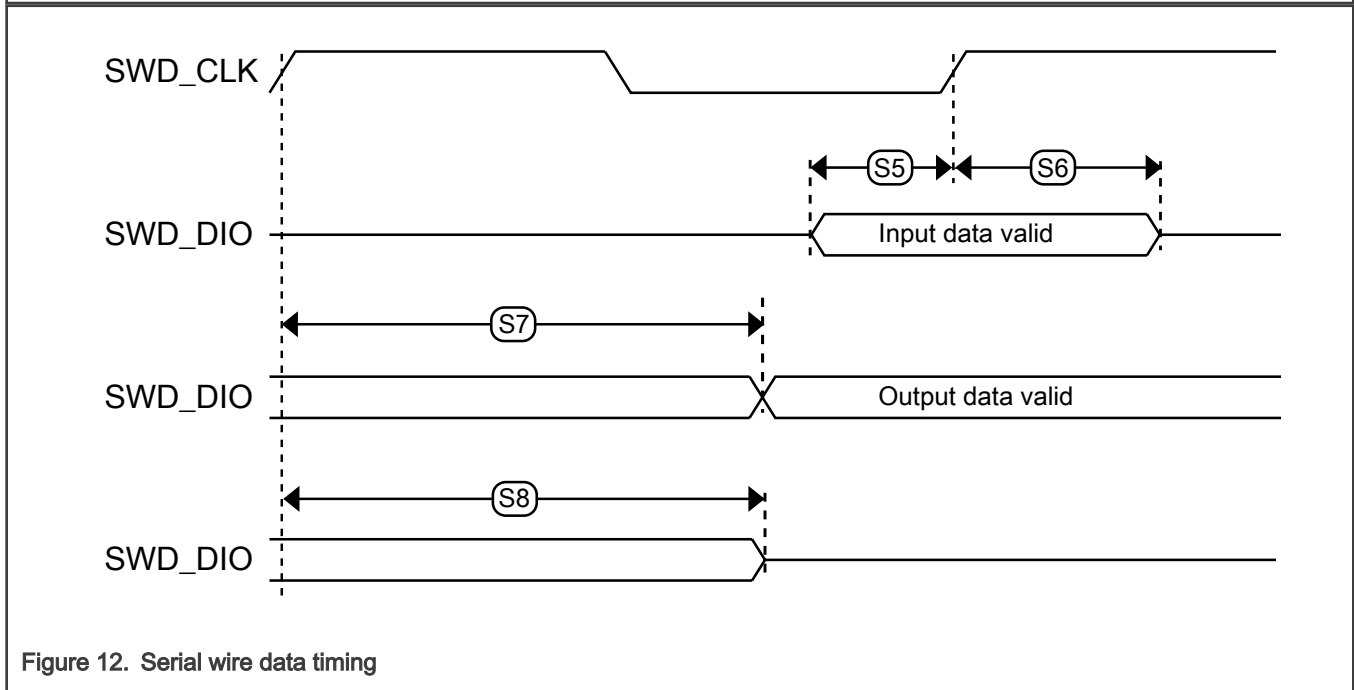 SWD_CLK
S5
S6
SWD_DIO
Input data valid
S7
SWD_DIO
Output data valid
S8
SWD_DIO
Figure 12. Serial wire data timing